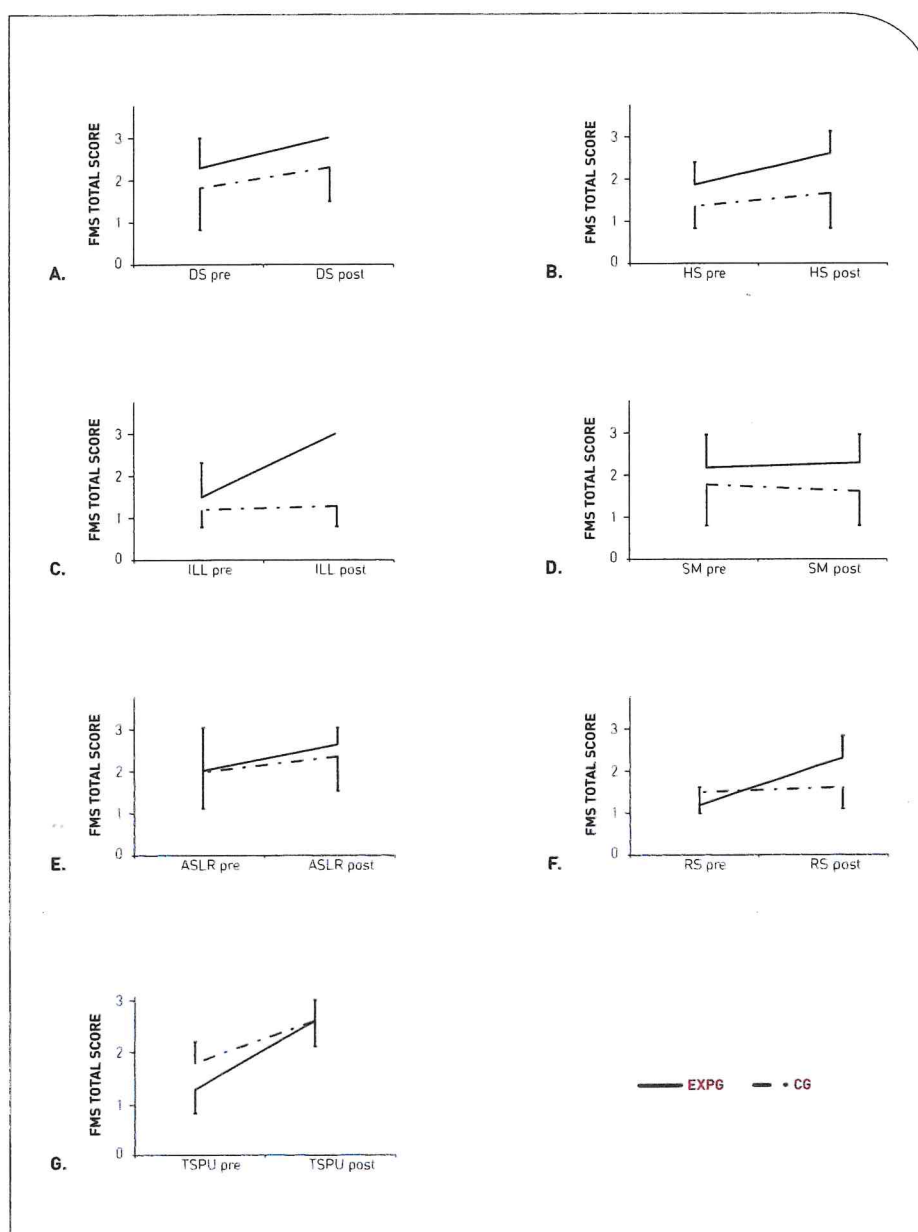 FMS TOTAL SCORE
3
2
1
0
DS pre DS post
A.
FMS TOTAL SCORE
3
2
1
0
HS pre HS post
B.
FMS TOTAL SCORE
3
2
1
0
ILL pre ILL post
C.
FMS TOTAL SCORE
3
2
1
0
SM pre SM post
D.
FMS TOTAL SCORE
3
2
1
0
ASLR pre ASLR post
E.
FMS TOTAL SCORE
3
2
1
0
RS pre RS post
F.
FMS TOTAL SCORE
3
2
1
0
TSPU pre TSPU post
G.
EXPG CG